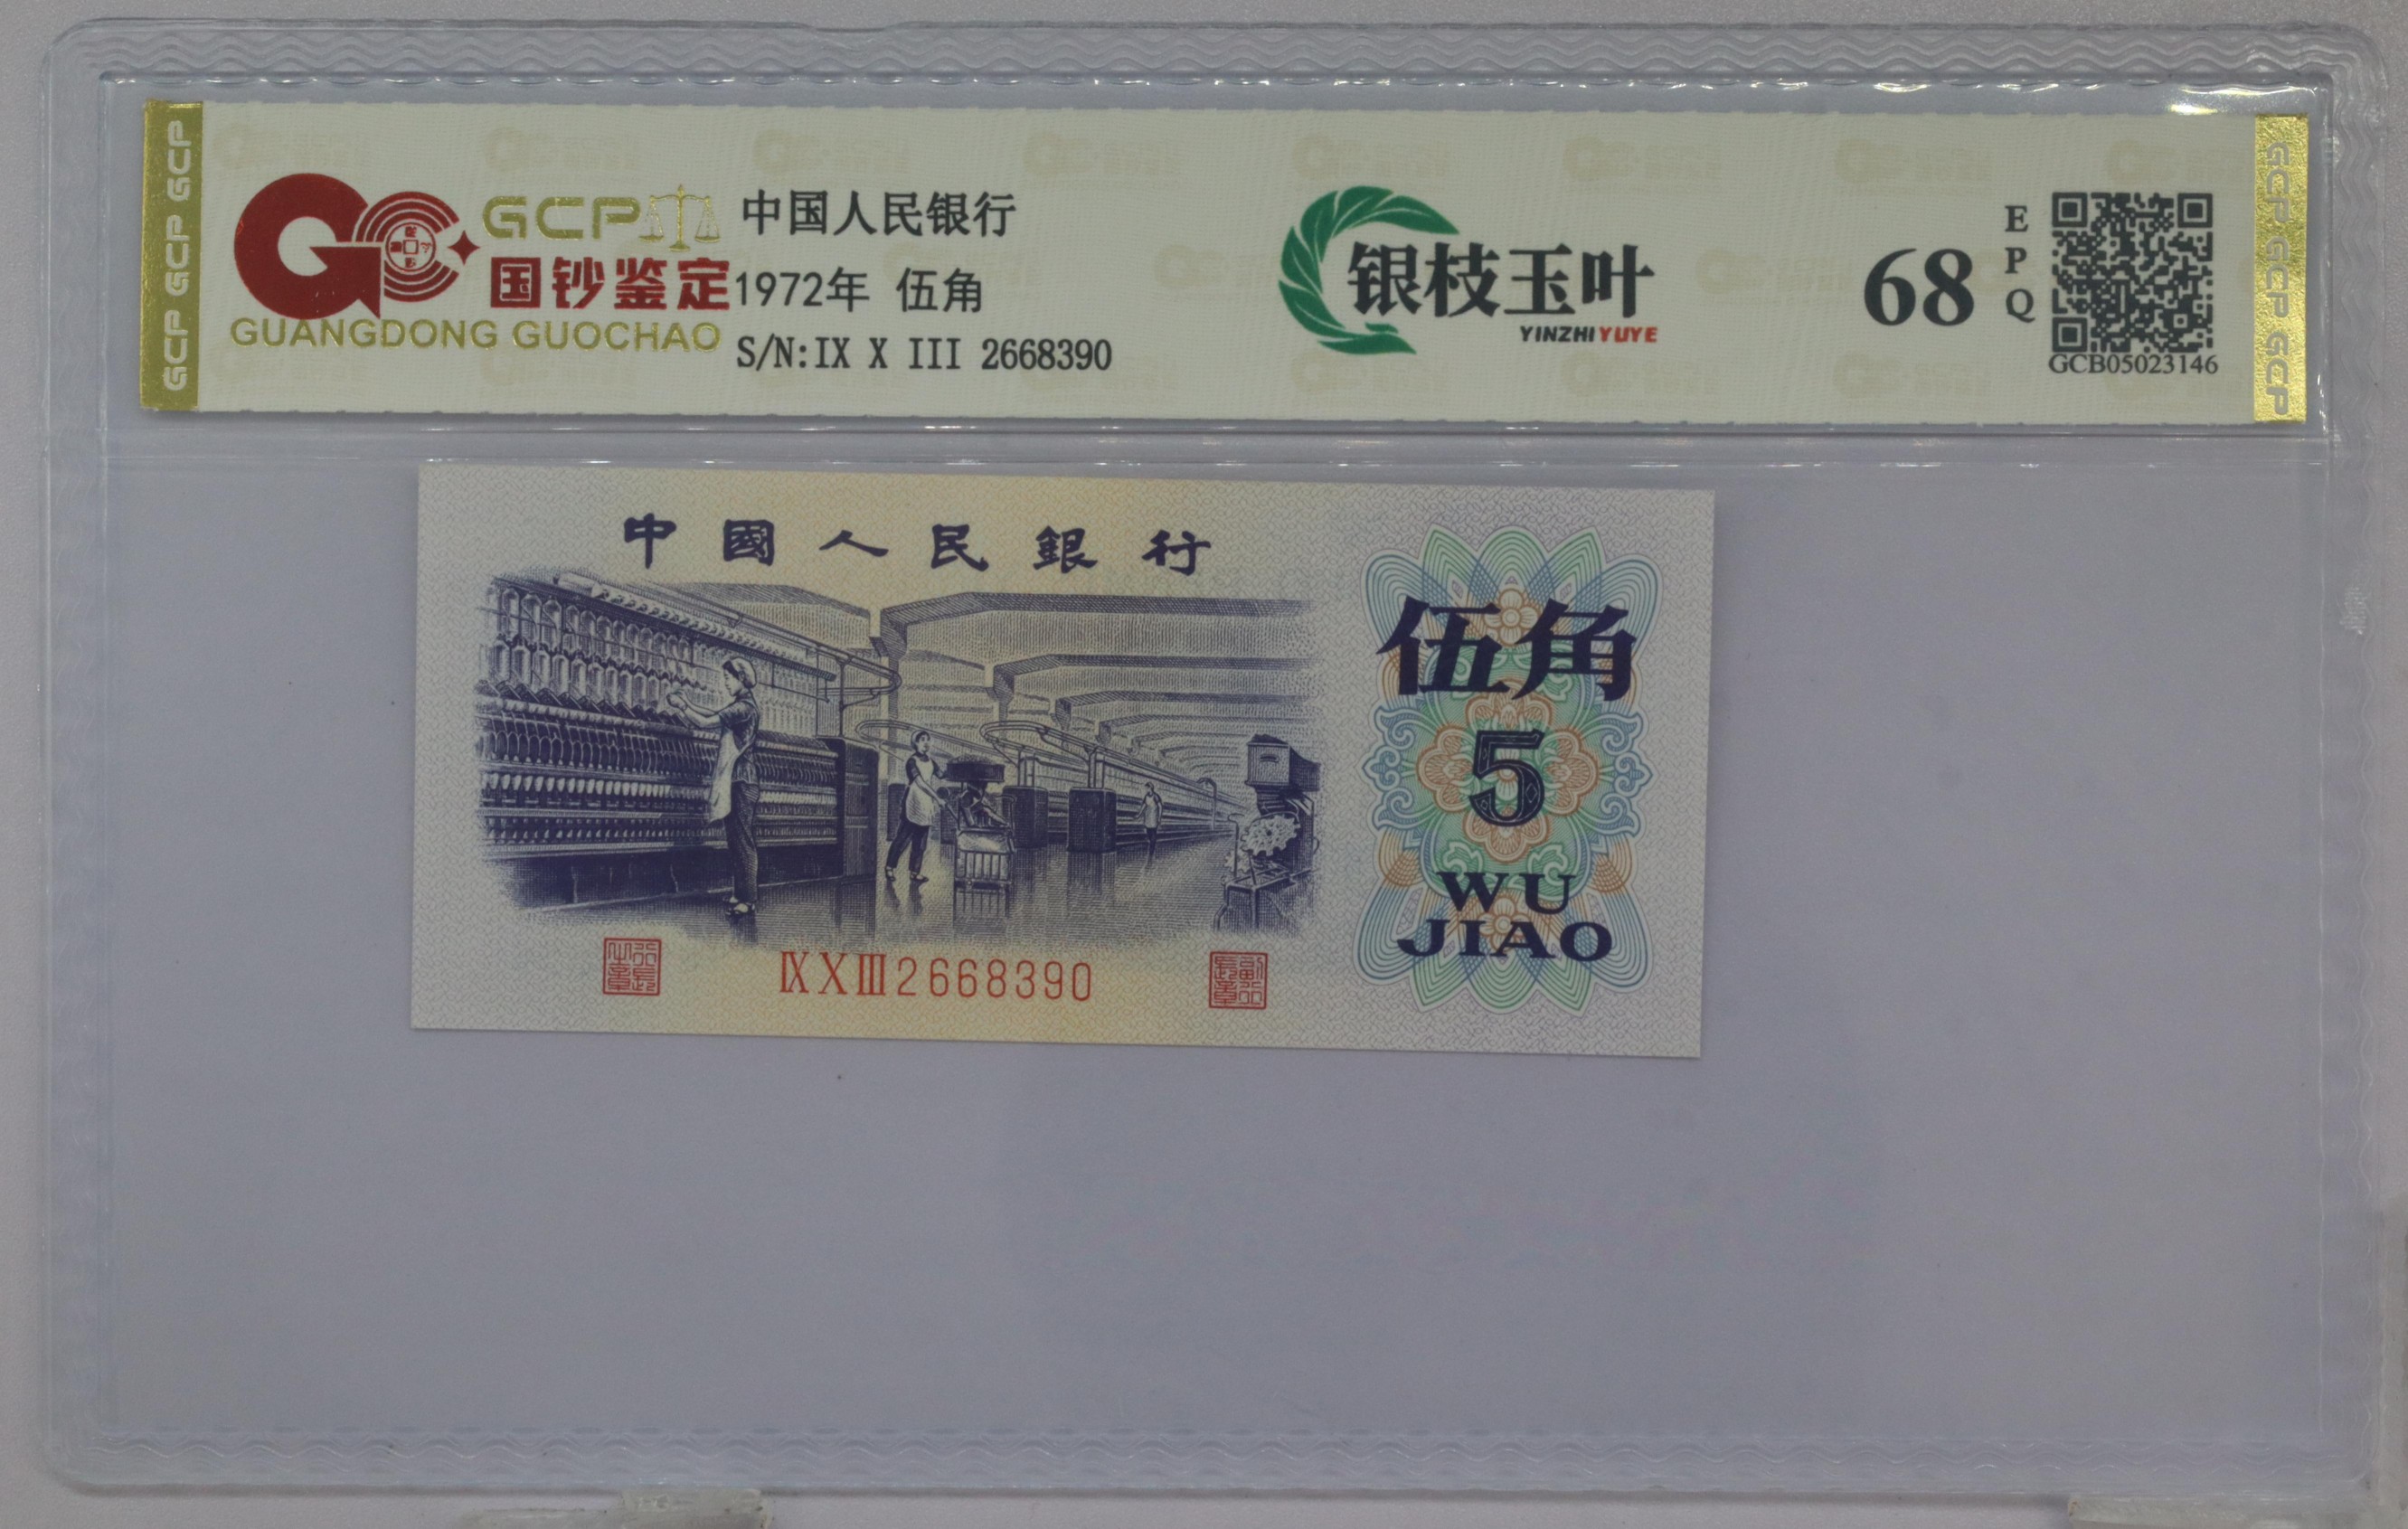 GCP GCP GCP
GCP
国钞鉴定
GUANGDONG GUOCHAO
中国人民银行
1972年 伍角
S/N:IX X III 2668390
银枝玉叶
YINZHIYUYE
68
EPQ
GCB05023146
GCP GCP GCP
中國人民銀行
伍角
5
WU
JIAO
ⅨⅩⅢ2668390